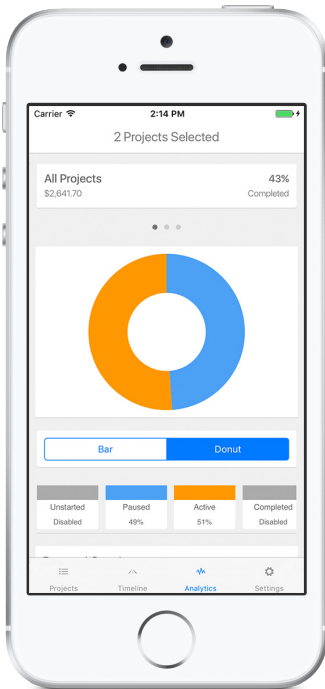 Carrier 2:14 PM
2 Projects Selected
All Projects 43%
$2,641.70 Completed
Bar Donut
Unstarted Paused Active Completed
Disabled 49% 51% Disabled
Projects Timeline Analytics Settings